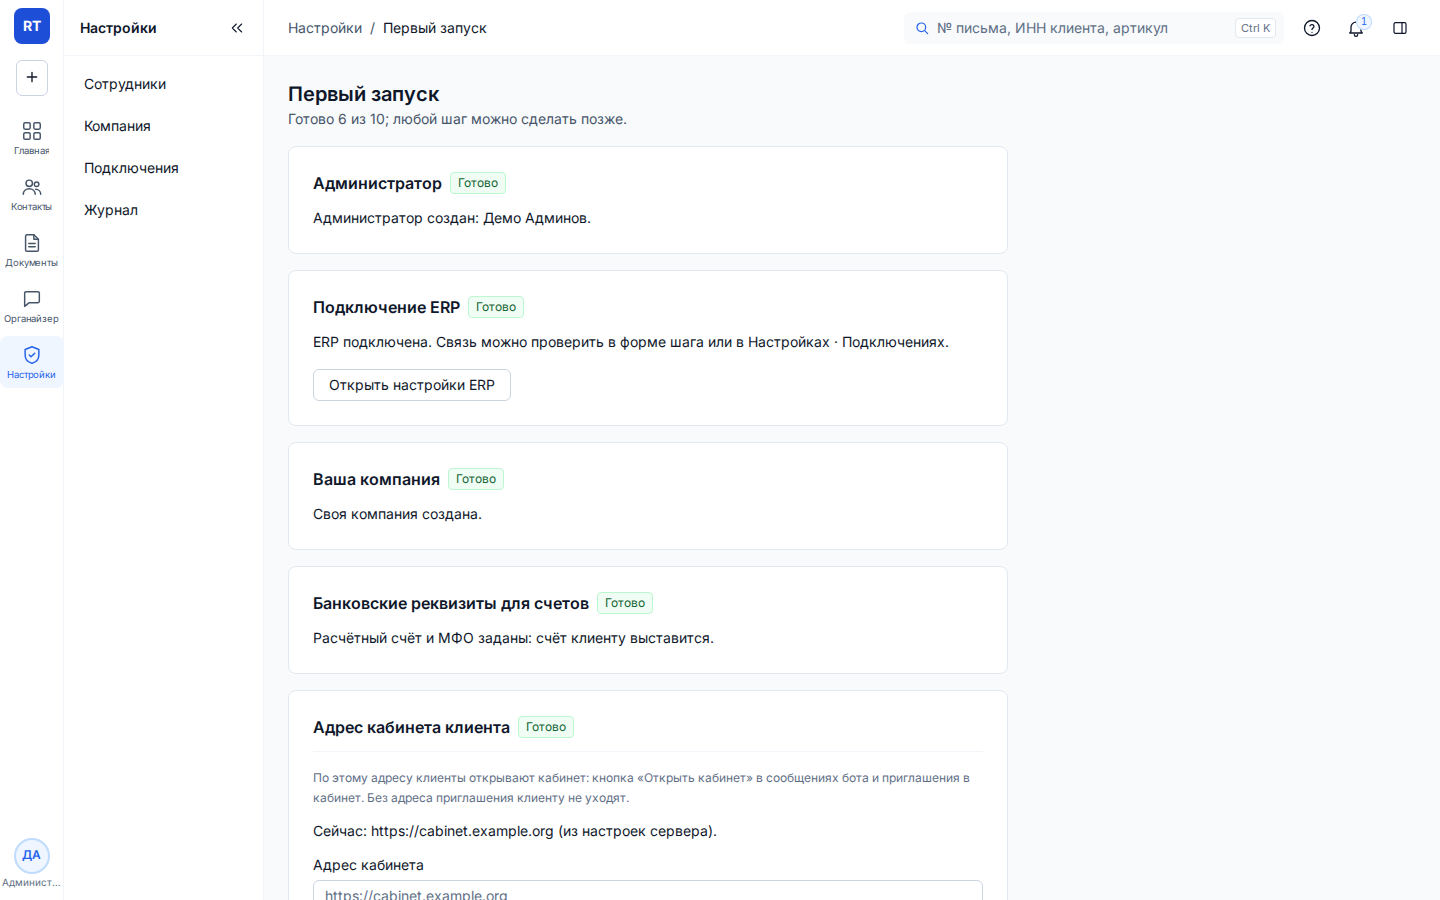 RT
Настройки
Настройки / Первый запуск
№ письма, ИНН клиента, артикул
Ctrl K
1
Главная
Контакты
Документы
Органайзер
Настройки
ДА
Админист...
Сотрудники
Компания
Подключения
Журнал
Первый запуск
Готово 6 из 10; любой шаг можно сделать позже.
Администратор Готово
Администратор создан: Демо Админов.
Подключение ERP Готово
ERP подключена. Связь можно проверить в форме шага или в Настройках · Подключениях.
Открыть настройки ERP
Ваша компания Готово
Своя компания создана.
Банковские реквизиты для счетов Готово
Расчётный счёт и МФО заданы: счёт клиенту выставится.
Адрес кабинета клиента Готово
По этому адресу клиенты открывают кабинет: кнопка «Открыть кабинет» в сообщениях бота и приглашения в
кабинет. Без адреса приглашения клиенту не уходят.
Сейчас: https://cabinet.example.org (из настроек сервера).
Адрес кабинета
https://cabinet.example.org